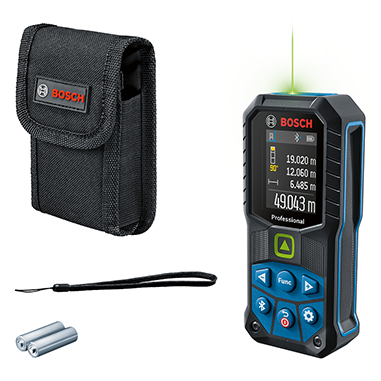 BOSCH
BOSCH
90°
19.020 m
12.060 m
6.485 m
49.043 m
Professional
Func